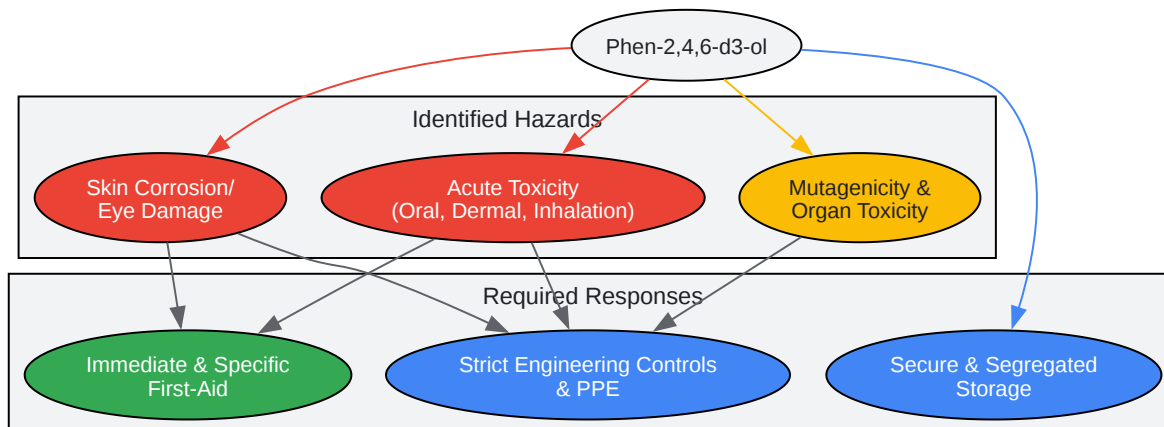 Phen-2,4,6-d3-ol
Identified Hazards
Skin Corrosion/
Eye Damage
Acute Toxicity
(Oral, Dermal, Inhalation)
Mutagenicity &
Organ Toxicity
Required Responses
Immediate & Specific
First-Aid
Strict Engineering Controls
& PPE
Secure & Segregated
Storage